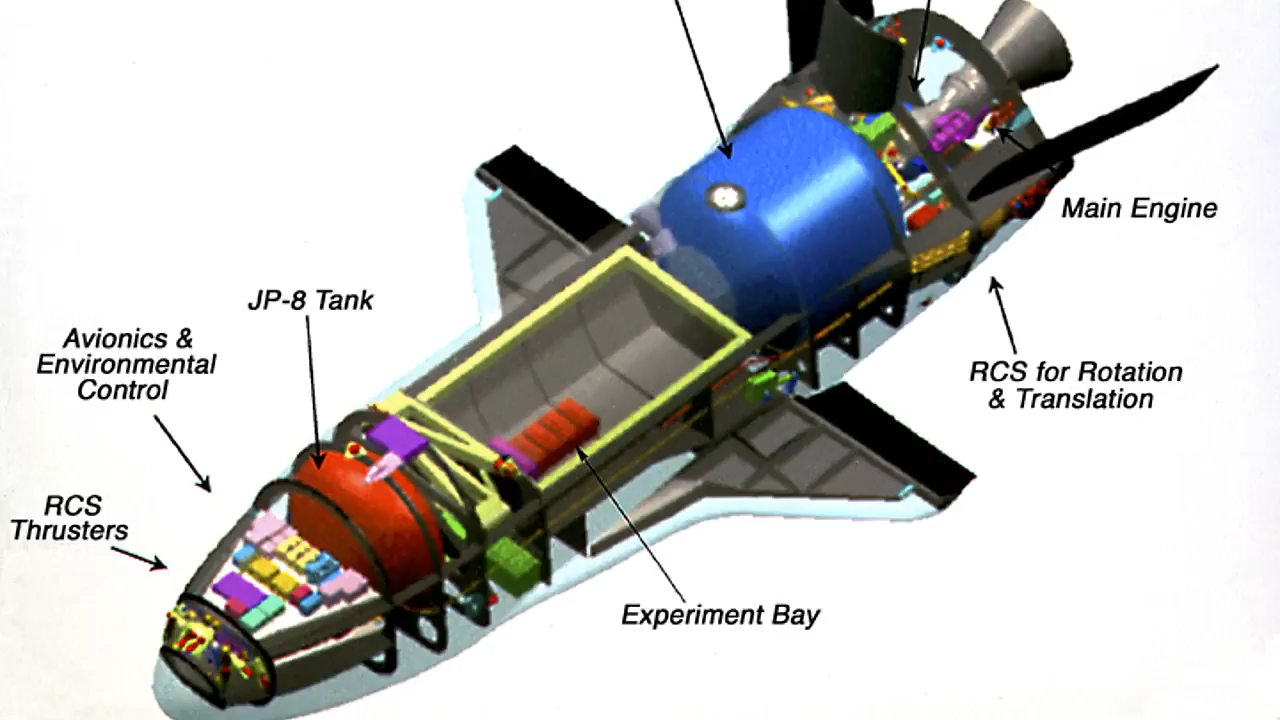 Main Engine
JP-8 Tank
Avionics &
Environmental
Control
RCS for Rotation
& Translation
RCS
Thrusters
Experiment Bay